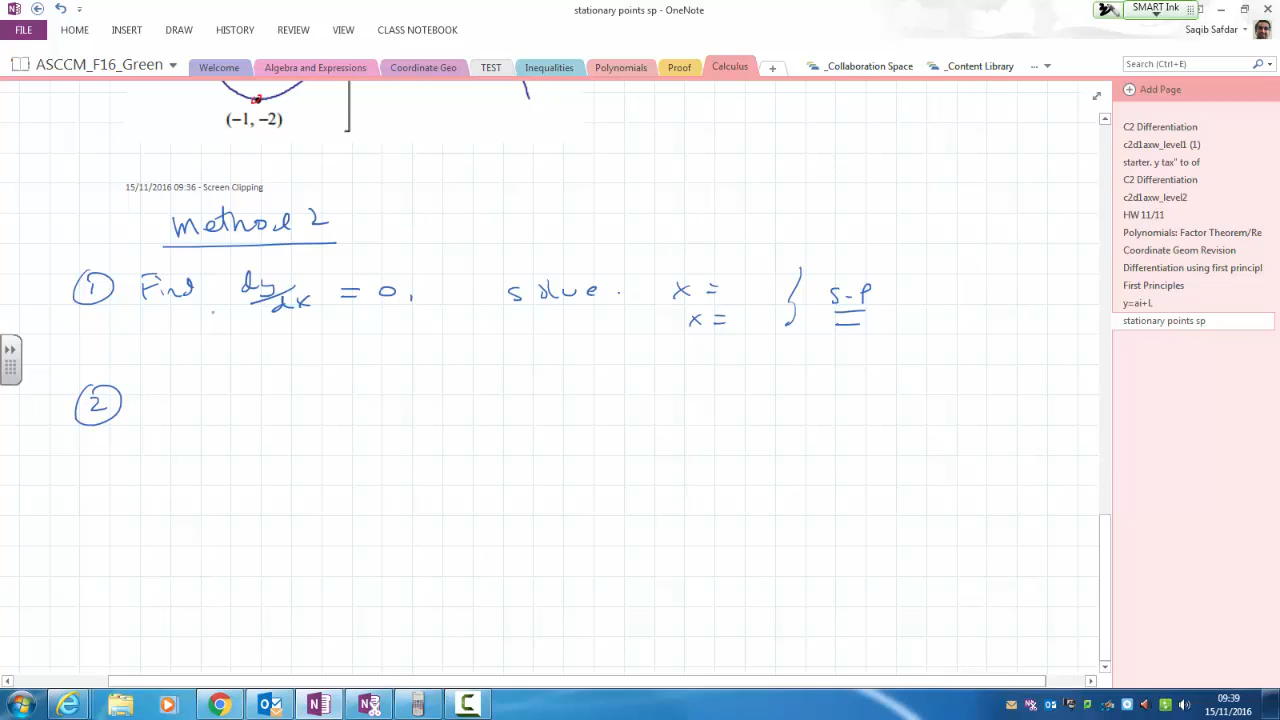 stationary points sp - OneNote
SMART Ink
FILE HOME INSERT DRAW HISTORY REVIEW VIEW CLASS NOTEBOOK
Saqib Safdar
ASCCM_F16_Green
Welcome Algebra and Expressions Coordinate Geo TEST Inequalities Polynomials Proof Calculus + _Collaboration Space _Content Library ...
Search (Ctrl+E)
Add Page
C2 Differentiation
c2d1axw_level1 (1)
starter. y tax" to of
C2 Differentiation
c2d1axw_level2
HW 11/11
Polynomials: Factor Theorem/Re
Coordinate Geom Revision
Differentiation using first principl
First Principles
y=ai+l.
stationary points sp
(−1, −2)
15/11/2016 09:36 - Screen Clipping
method 2
① Find dy/dx = 0, solve. x = } s-p
x =
②
09:39
15/11/2016